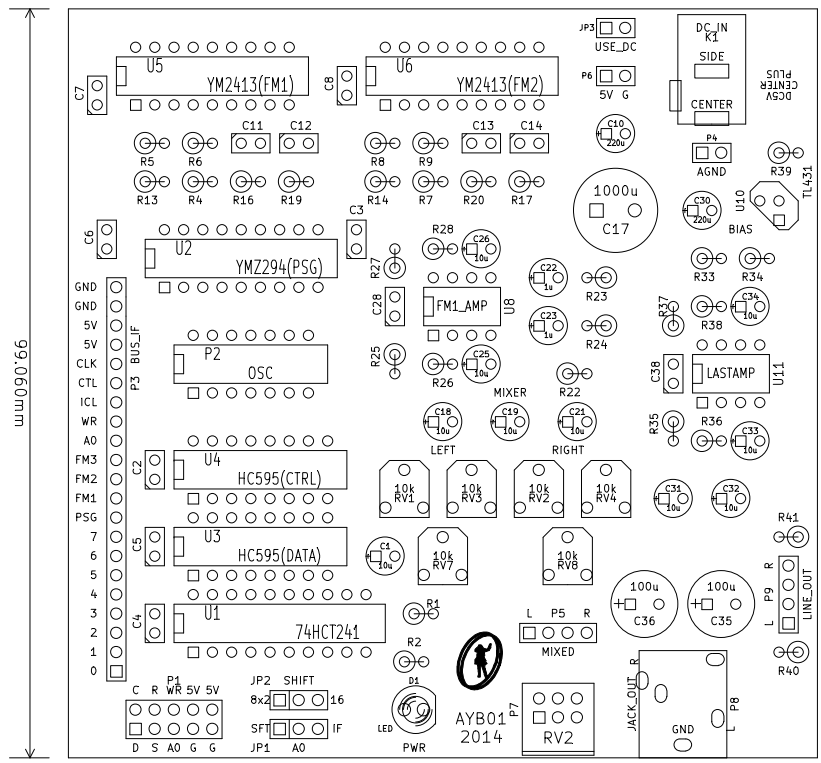 JP3
USE_DC
DC_IN
K1
SIDE
CENTER
DC5V
CENTER
PLUS
U5
YM2413(FM1)
U6
YM2413(FM2)
C7
C8
P6
5V G
C10
220u
R5
R6
C11
C12
R8
R9
C13
C14
P4
AGND
R39
TL431
U10
R13
R4
R16
R19
R14
R7
R20
R17
1000u
C17
C30
220u
BIAS
C6
U2
YMZ294(PSG)
C3
R28
C26
10u
R27
C22
1u
R23
R33
R34
GND
GND
5V
5V
CLK
CTL
ICL
WR
A0
FM3
FM2
FM1
PSG
7
6
5
4
3
2
1
0
BUS_IF
P3
99.060mm
C28
FM1_AMP
U8
C23
1u
R24
R37
R38
C34
10u
P2
OSC
R25
R26
C25
10u
R22
C38
LASTAMP
U11
MIXER
C18
10u
C19
10u
C21
10u
LEFT
RIGHT
R35
R36
C33
10u
C2
U4
HC595(CTRL)
10k
RV1
10k
RV3
10k
RV2
10k
RV4
C31
10u
C32
10u
C5
U3
HC595(DATA)
C1
10u
10k
RV7
10k
RV8
R41
C4
U1
74HCT241
R1
100u
C36
100u
C35
R
P9
L
LINE_OUT
L P5 R
MIXED
R2
R40
P1
C R WR 5V 5V
D S A0 G G
JP2 SHIFT
8x2
16
SFT
IF
JP1 A0
D1
LED
PWR
AYB01
2014
P7
RV2
JACK_OUT R
GND
L
P8